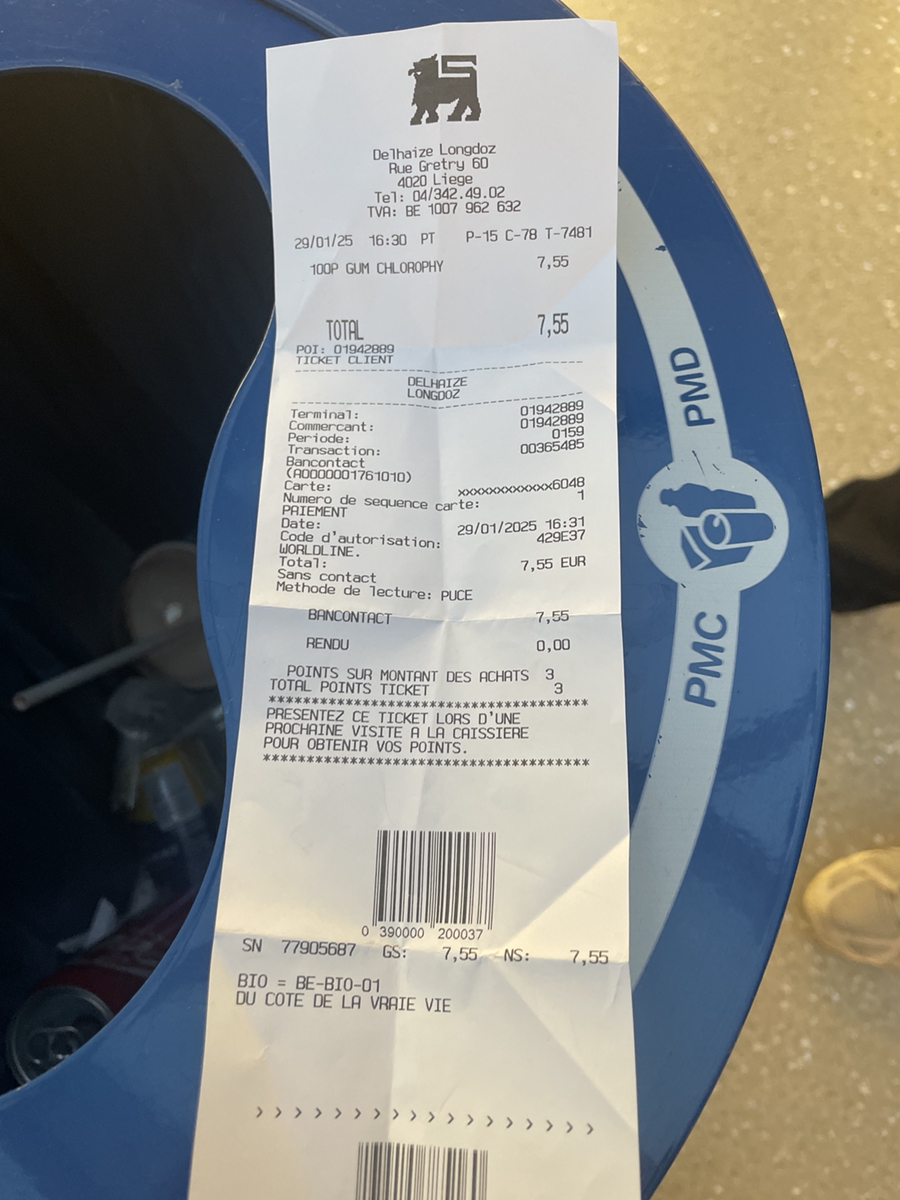 Delhaize Longdoz
Rue Gretry 60
4020 Liege
Tel: 04/342.49.02
TVA: BE 1007 962 632
29/01/25 16:30 PT P-15 C-78 T-7481
100P GUM CHLOROPHY 7,55
TOTAL 7,55
POI: 01942889
TICKET CLIENT
DELHAIZE
LONGDOZ
Terminal: 01942889
Commercant: 01942889
Periode: 0159
Transaction: 00365485
Bancontact
(A0000001761010)
Carte: xxxxxxxxxxxxx6048
Numero de sequence carte: 1
PAIEMENT
Date: 29/01/2025 16:31
Code d'autorisation: 429E37
WORLDLINE.
Total: 7,55 EUR
Sans contact
Methode de lecture: PUCE
BANCONTACT 7,55
RENDU 0,00
POINTS SUR MONTANT DES ACHATS 3
TOTAL POINTS TICKET 3
************************************
PRESENTEZ CE TICKET LORS D'UNE
PROCHAINE VISITE A LA CAISSIERE
POUR OBTENIR VOS POINTS.
************************************
0 390000 200037
SN 77905687 GS: 7,55 NS: 7,55
BIO = BE-BIO-01
DU COTE DE LA VRAIE VIE
> > > > > > > > > > > > > > > > > > >
PMD
PMC